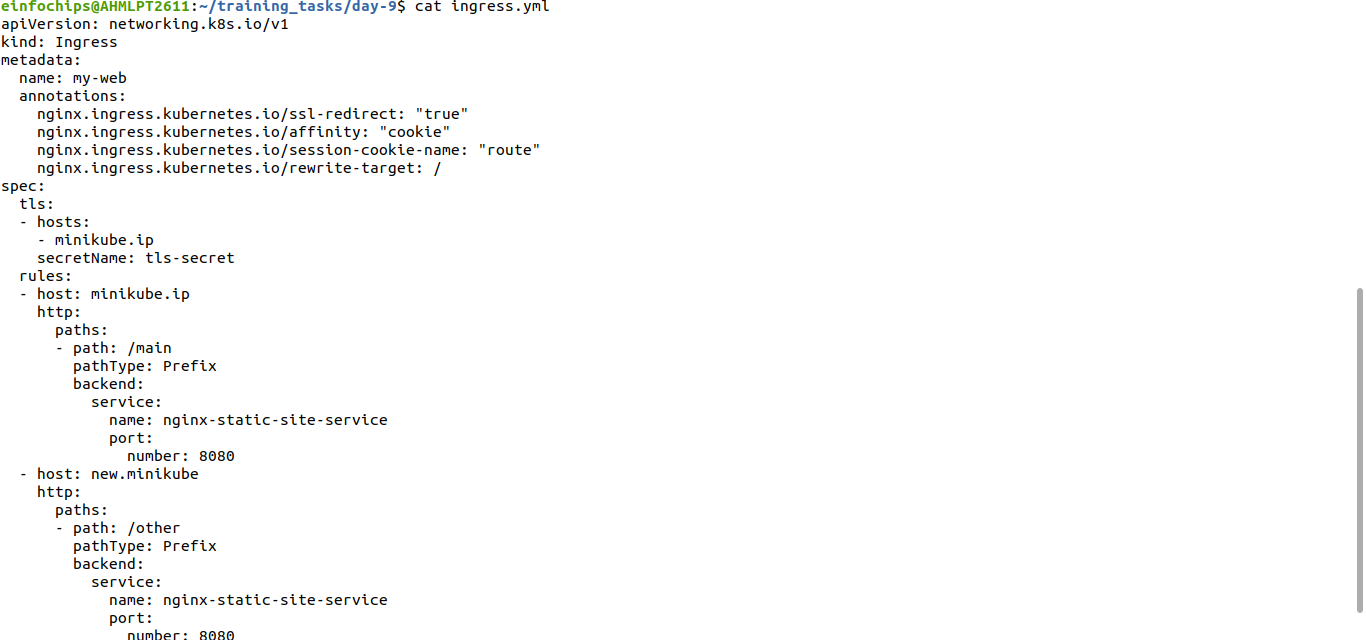 einfochips@AHMLPT2611:~/training_tasks/day-9$ cat ingress.yml
apiVersion: networking.k8s.io/v1
kind: Ingress
metadata:
  name: my-web
  annotations:
    nginx.ingress.kubernetes.io/ssl-redirect: "true"
    nginx.ingress.kubernetes.io/affinity: "cookie"
    nginx.ingress.kubernetes.io/session-cookie-name: "route"
    nginx.ingress.kubernetes.io/rewrite-target: /
spec:
  tls:
  - hosts:
    - minikube.ip
    secretName: tls-secret
  rules:
  - host: minikube.ip
    http:
      paths:
      - path: /main
        pathType: Prefix
        backend:
          service:
            name: nginx-static-site-service
            port:
              number: 8080
  - host: new.minikube
    http:
      paths:
      - path: /other
        pathType: Prefix
        backend:
          service:
            name: nginx-static-site-service
            port:
              number: 8080